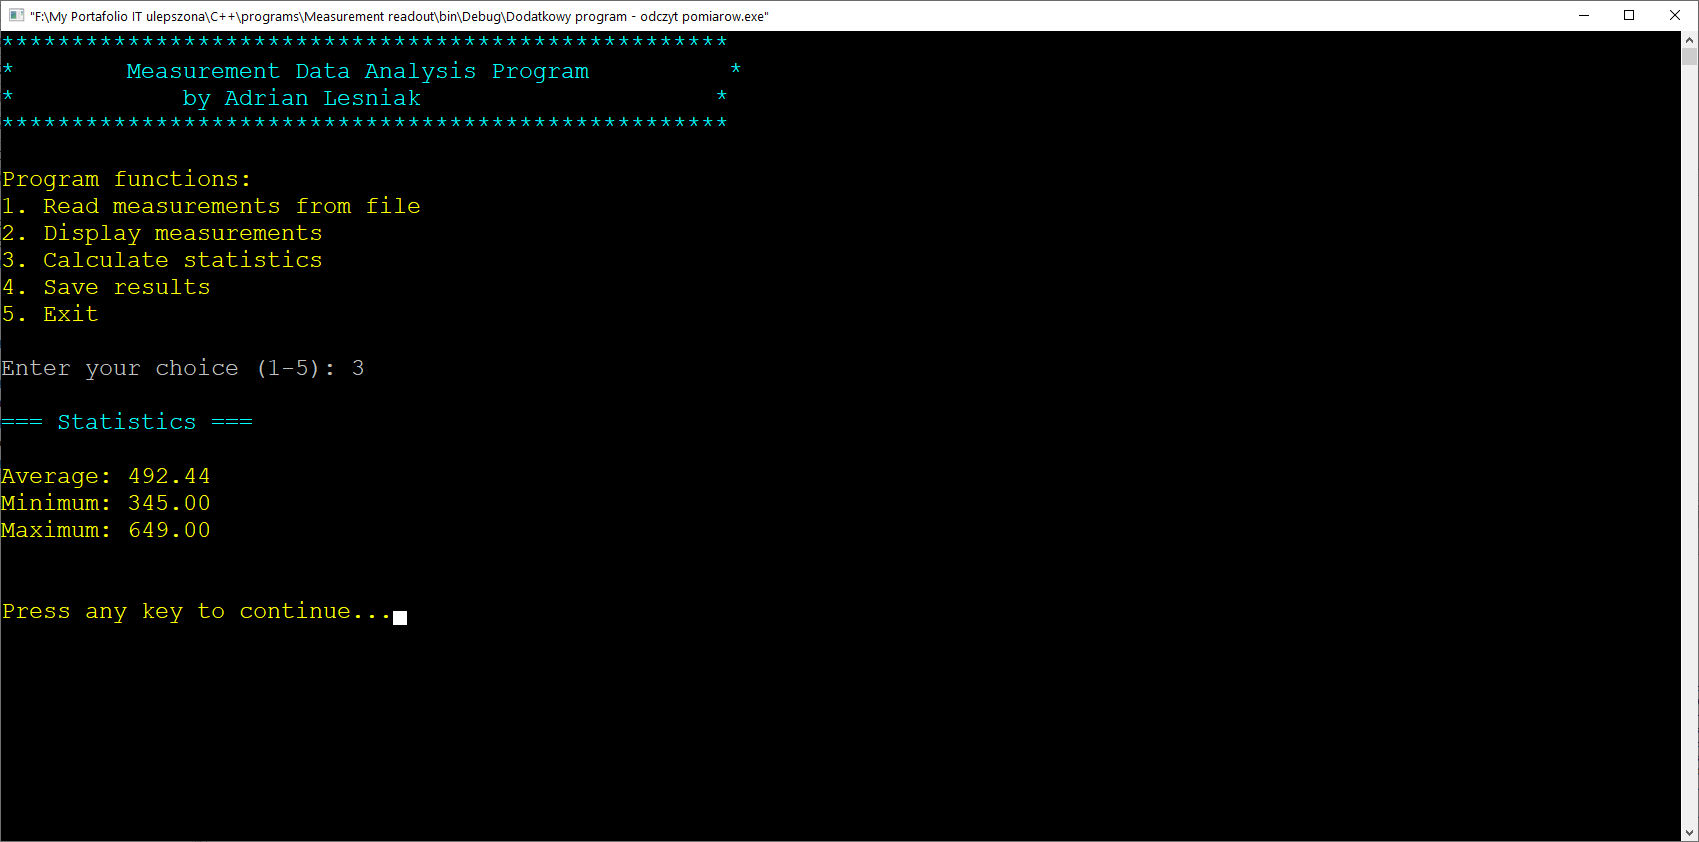 "F:\My Portafolio IT ulepszona\C++\programs\Measurement readout\bin\Debug\Dodatkowy program - odczyt pomiarow.exe"
****************************************************
*        Measurement Data Analysis Program          *
*            by Adrian Lesniak                     *
****************************************************
Program functions:
1. Read measurements from file
2. Display measurements
3. Calculate statistics
4. Save results
5. Exit
Enter your choice (1-5): 3
=== Statistics ===
Average: 492.44
Minimum: 345.00
Maximum: 649.00
Press any key to continue...